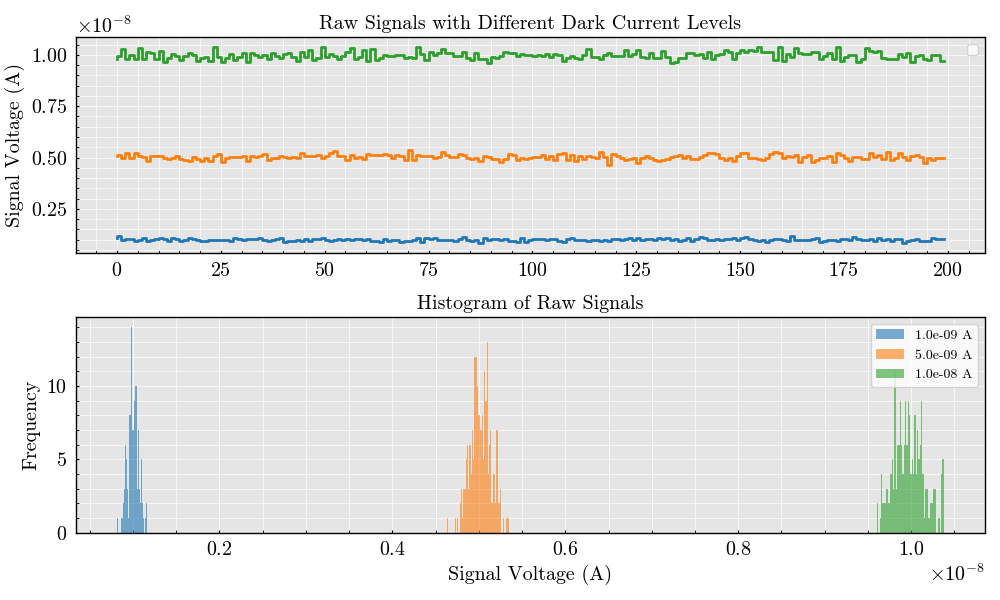 Raw Signals with Different Dark Current Levels
×10⁻⁸
Signal Voltage (A)
1.00
0.75
0.50
0.25
0 25 50 75 100 125 150 175 200
Histogram of Raw Signals
Frequency
10
5
0
1.0e-09 A
5.0e-09 A
1.0e-08 A
0.2 0.4 0.6 0.8 1.0
Signal Voltage (A)
×10⁻⁸